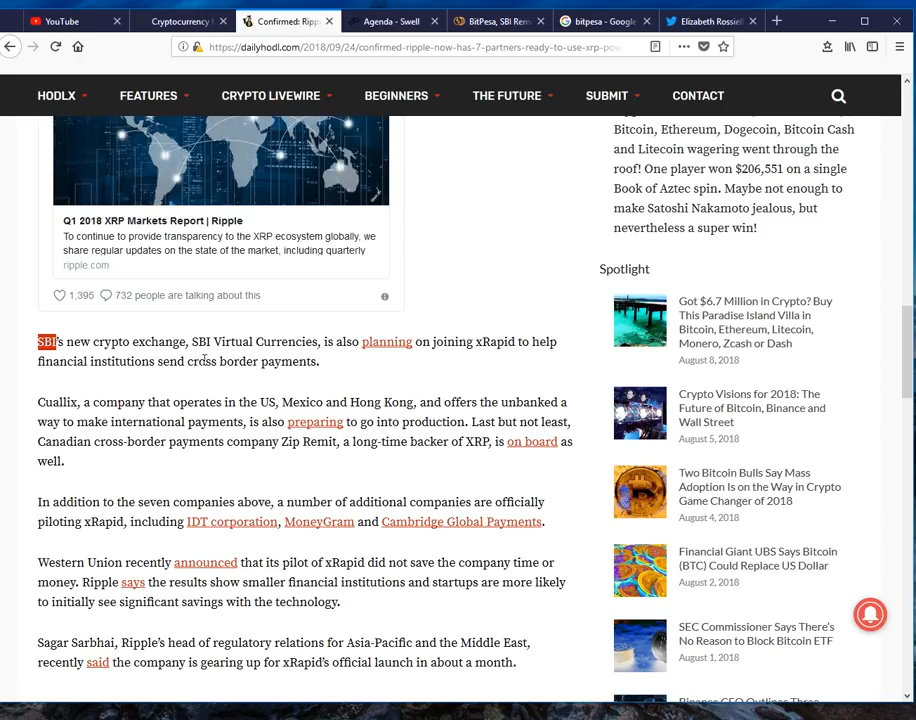 YouTube
Cryptocurrency
Confirmed: Ripp
Agenda - Swell
BitPesa, SBI Rem
bitpesa - Google
Elizabeth Rossiel
https://dailyhodl.com/2018/09/24/confirmed-ripple-now-has-7-partners-ready-to-use-xrp-pow
HODLX
FEATURES
CRYPTO LIVEWIRE
BEGINNERS
THE FUTURE
SUBMIT
CONTACT
Q1 2018 XRP Markets Report | Ripple
To continue to provide transparency to the XRP ecosystem globally, we
share regular updates on the state of the market, including quarterly
ripple.com
1,395 732 people are talking about this
SBI's new crypto exchange, SBI Virtual Currencies, is also planning on joining xRapid to help
financial institutions send cross border payments.
Cuallix, a company that operates in the US, Mexico and Hong Kong, and offers the unbanked a
way to make international payments, is also preparing to go into production. Last but not least,
Canadian cross-border payments company Zip Remit, a long-time backer of XRP, is on board as
well.
In addition to the seven companies above, a number of additional companies are officially
piloting xRapid, including IDT corporation, MoneyGram and Cambridge Global Payments.
Western Union recently announced that its pilot of xRapid did not save the company time or
money. Ripple says the results show smaller financial institutions and startups are more likely
to initially see significant savings with the technology.
Sagar Sarbhai, Ripple's head of regulatory relations for Asia-Pacific and the Middle East,
recently said the company is gearing up for xRapid's official launch in about a month.
Bitcoin, Ethereum, Dogecoin, Bitcoin Cash
and Litecoin wagering went through the
roof! One player won $206,551 on a single
Book of Aztec spin. Maybe not enough to
make Satoshi Nakamoto jealous, but
nevertheless a super win!
Spotlight
Got $6.7 Million in Crypto? Buy
This Paradise Island Villa in
Bitcoin, Ethereum, Litecoin,
Monero, Zcash or Dash
August 8, 2018
Crypto Visions for 2018: The
Future of Bitcoin, Binance and
Wall Street
August 5, 2018
Two Bitcoin Bulls Say Mass
Adoption Is on the Way in Crypto
Game Changer of 2018
August 4, 2018
Financial Giant UBS Says Bitcoin
(BTC) Could Replace US Dollar
August 2, 2018
SEC Commissioner Says There's
No Reason to Block Bitcoin ETF
August 1, 2018
Binance CEO Outlines Three